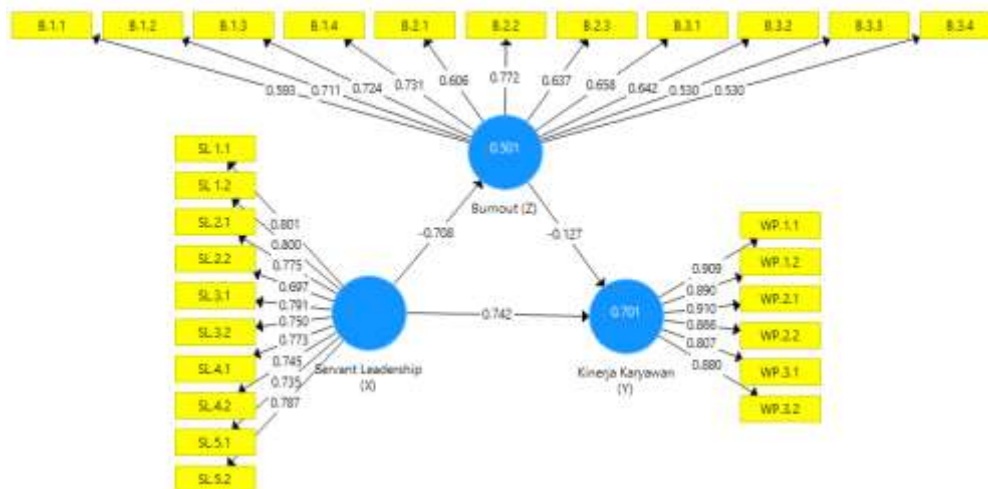 B.1.1 B.1.2 B.1.3 B.1.4 B.2.1 B.2.2 B.2.3 B.3.1 B.3.2 B.3.3 B.3.4
0.593 0.711 0.724 0.731 0.606 0.772 0.637 0.658 0.642 0.530 0.530
0.501
Burnout (Z)
SL.1.1
SL.1.2
SL.2.1
SL.2.2
SL.3.1
SL.3.2
SL.4.1
SL.4.2
SL.5.1
SL.5.2
0.801
0.800
0.775
0.697
0.791
0.750
0.773
0.745
0.735
0.787
-0.708
-0.127
0.742
Servant Leadership
(X)
0.701
Kinerja Karyawan
(Y)
0.909
0.890
0.910
0.866
0.807
0.880
WP.1.1
WP.1.2
WP.2.1
WP.2.2
WP.3.1
WP.3.2